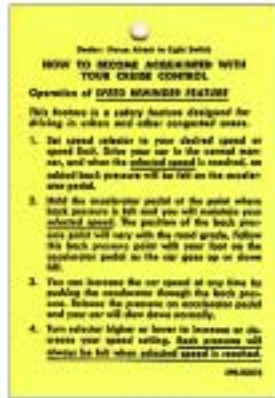 Dealer: Please Attach to Light Switch
HOW TO BECOME ACQUAINTED WITH
YOUR CRUISE CONTROL
Operation of SPEED REMINDER FEATURE
This feature is a safety feature designed for
driving in urban and other congested areas.
1. Set speed selector to your desired speed or
speed limit. Drive your car in the normal man-
ner, and when the selected speed is reached, an
added back pressure will be felt on the acceler-
ator pedal.
2. Hold the accelerator pedal at the point where
back pressure is felt and you will maintain your
selected speed. The position of the back pres-
sure point will vary with the road grade. Follow
this back pressure point with your foot on the
accelerator pedal as the car goes up or down
hill.
3. You can increase the car speed at any time by
pushing the accelerator through the back pres-
sure. Release the pressure on accelerator pedal
and your car will slow down normally.
4. Turn selector higher or lower to increase or de-
crease your speed setting. Back pressure will
always be felt when selected speed is reached.